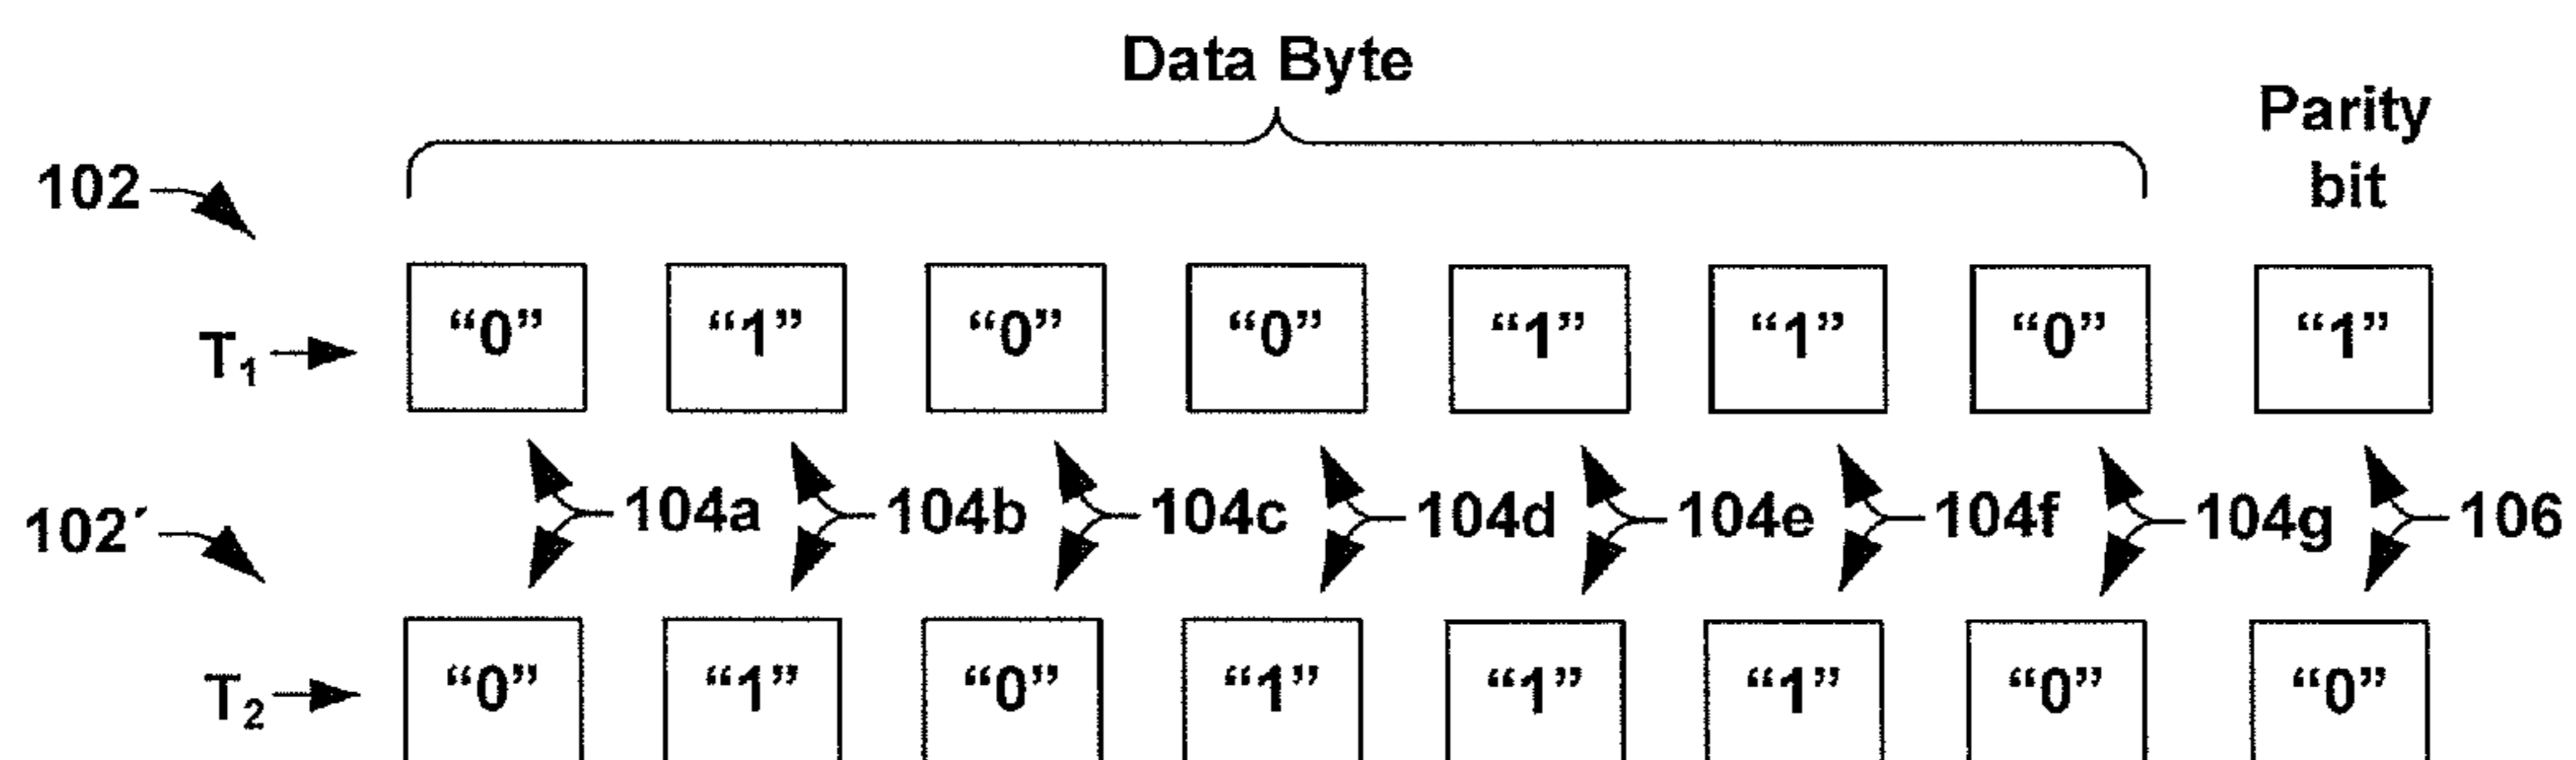 Data Byte
Parity
bit
102
T1 “0” “1” “0” “0” “1” “1” “0” “1”
102´ 104a 104b 104c 104d 104e 104f 104g 106
T2 “0” “1” “0” “1” “1” “1” “0” “0”